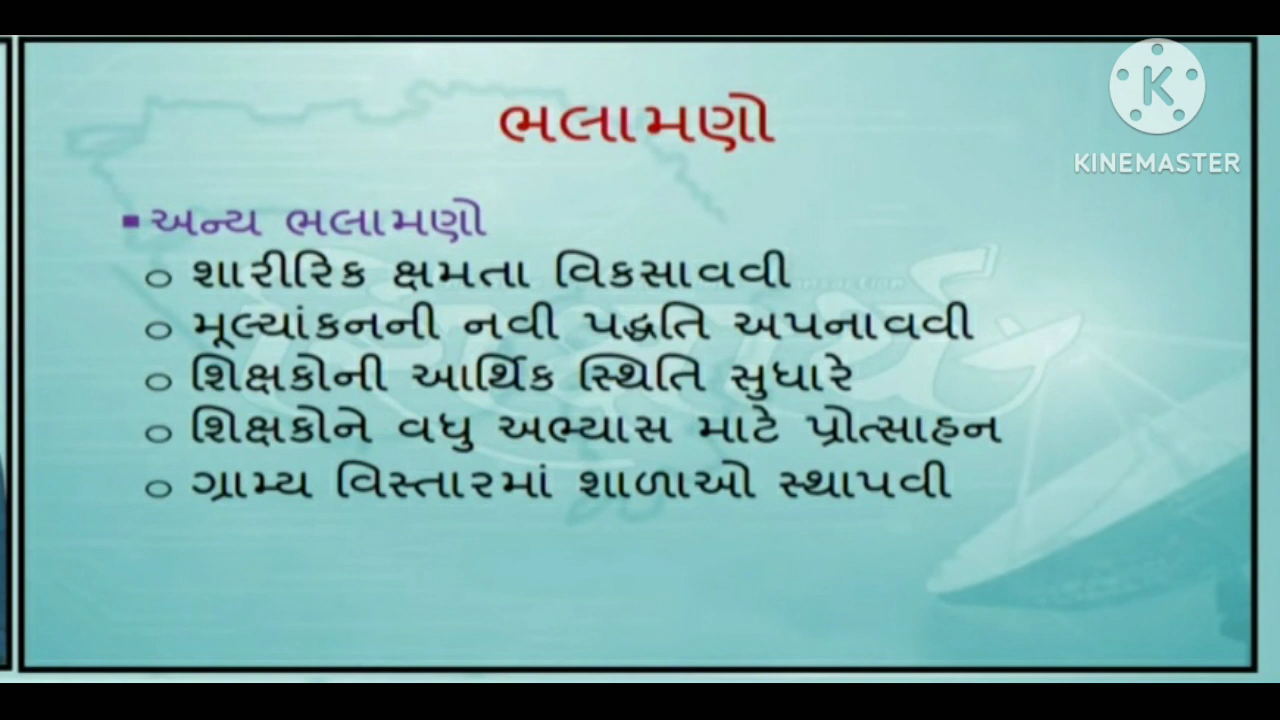 ભલામણો
KINEMASTER
▪ અન્ય ભલામણો
○ શારીરિક ક્ષમતા વિકસાવવી
○ મૂલ્યાંકનની નવી પદ્ધતિ અપનાવવી
○ શિક્ષકોની આર્થિક સ્થિતિ સુધારે
○ શિક્ષકોને વધુ અભ્યાસ માટે પ્રોત્સાહન
○ ગ્રામ્ય વિસ્તારમાં શાળાઓ સ્થાપવી